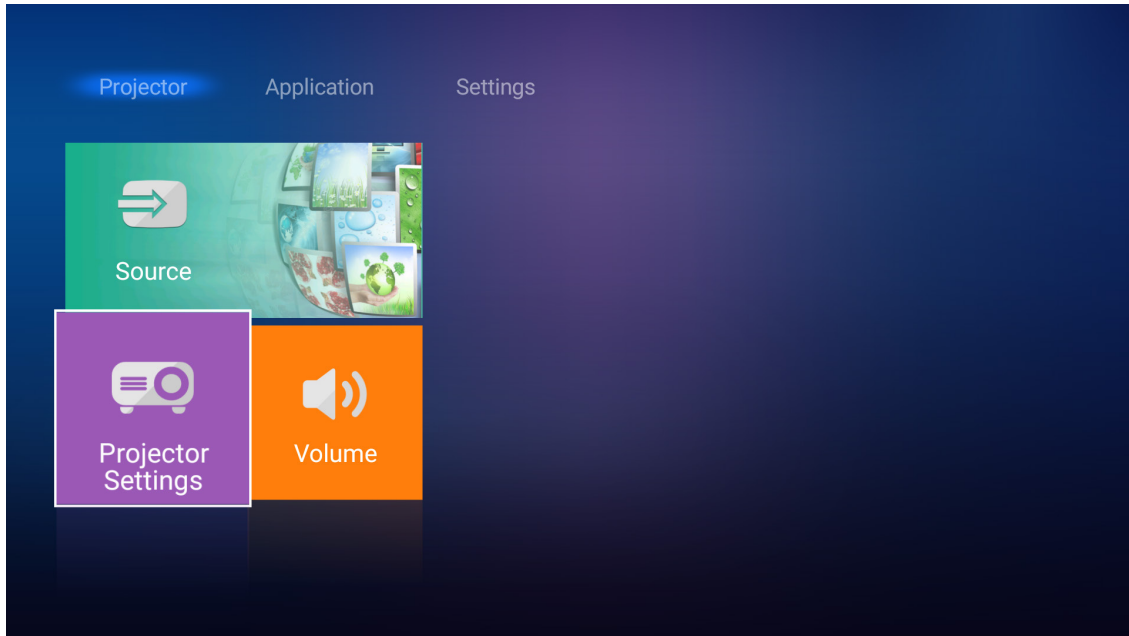 Projector
Application
Settings
Source
Projector
Settings
Volume